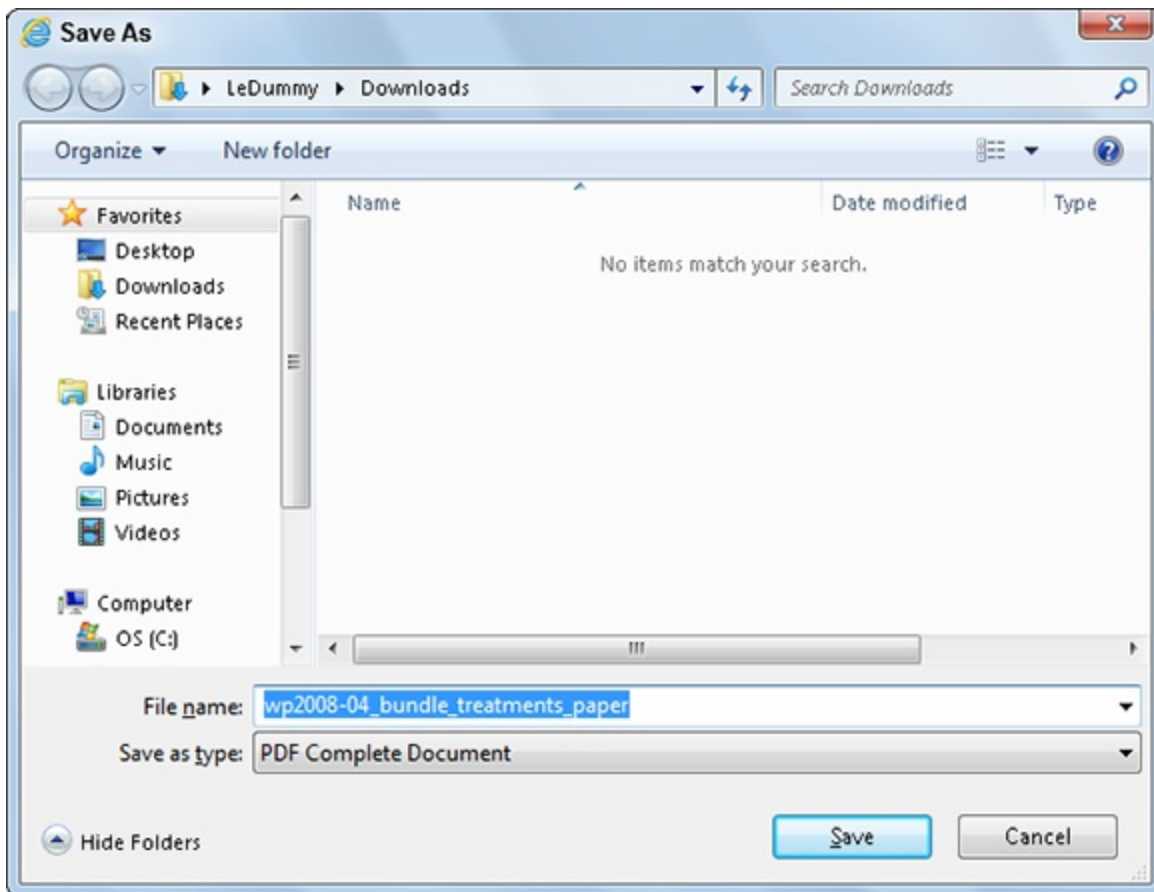 Save As
LeDummy Downloads
Search Downloads
Organize New folder
Favorites
Desktop
Downloads
Recent Places
Libraries
Documents
Music
Pictures
Videos
Computer
OS (C:)
Name Date modified Type
No items match your search.
File name: wp2008-04_bundle_treatments_paper
Save as type: PDF Complete Document
Hide Folders Save Cancel